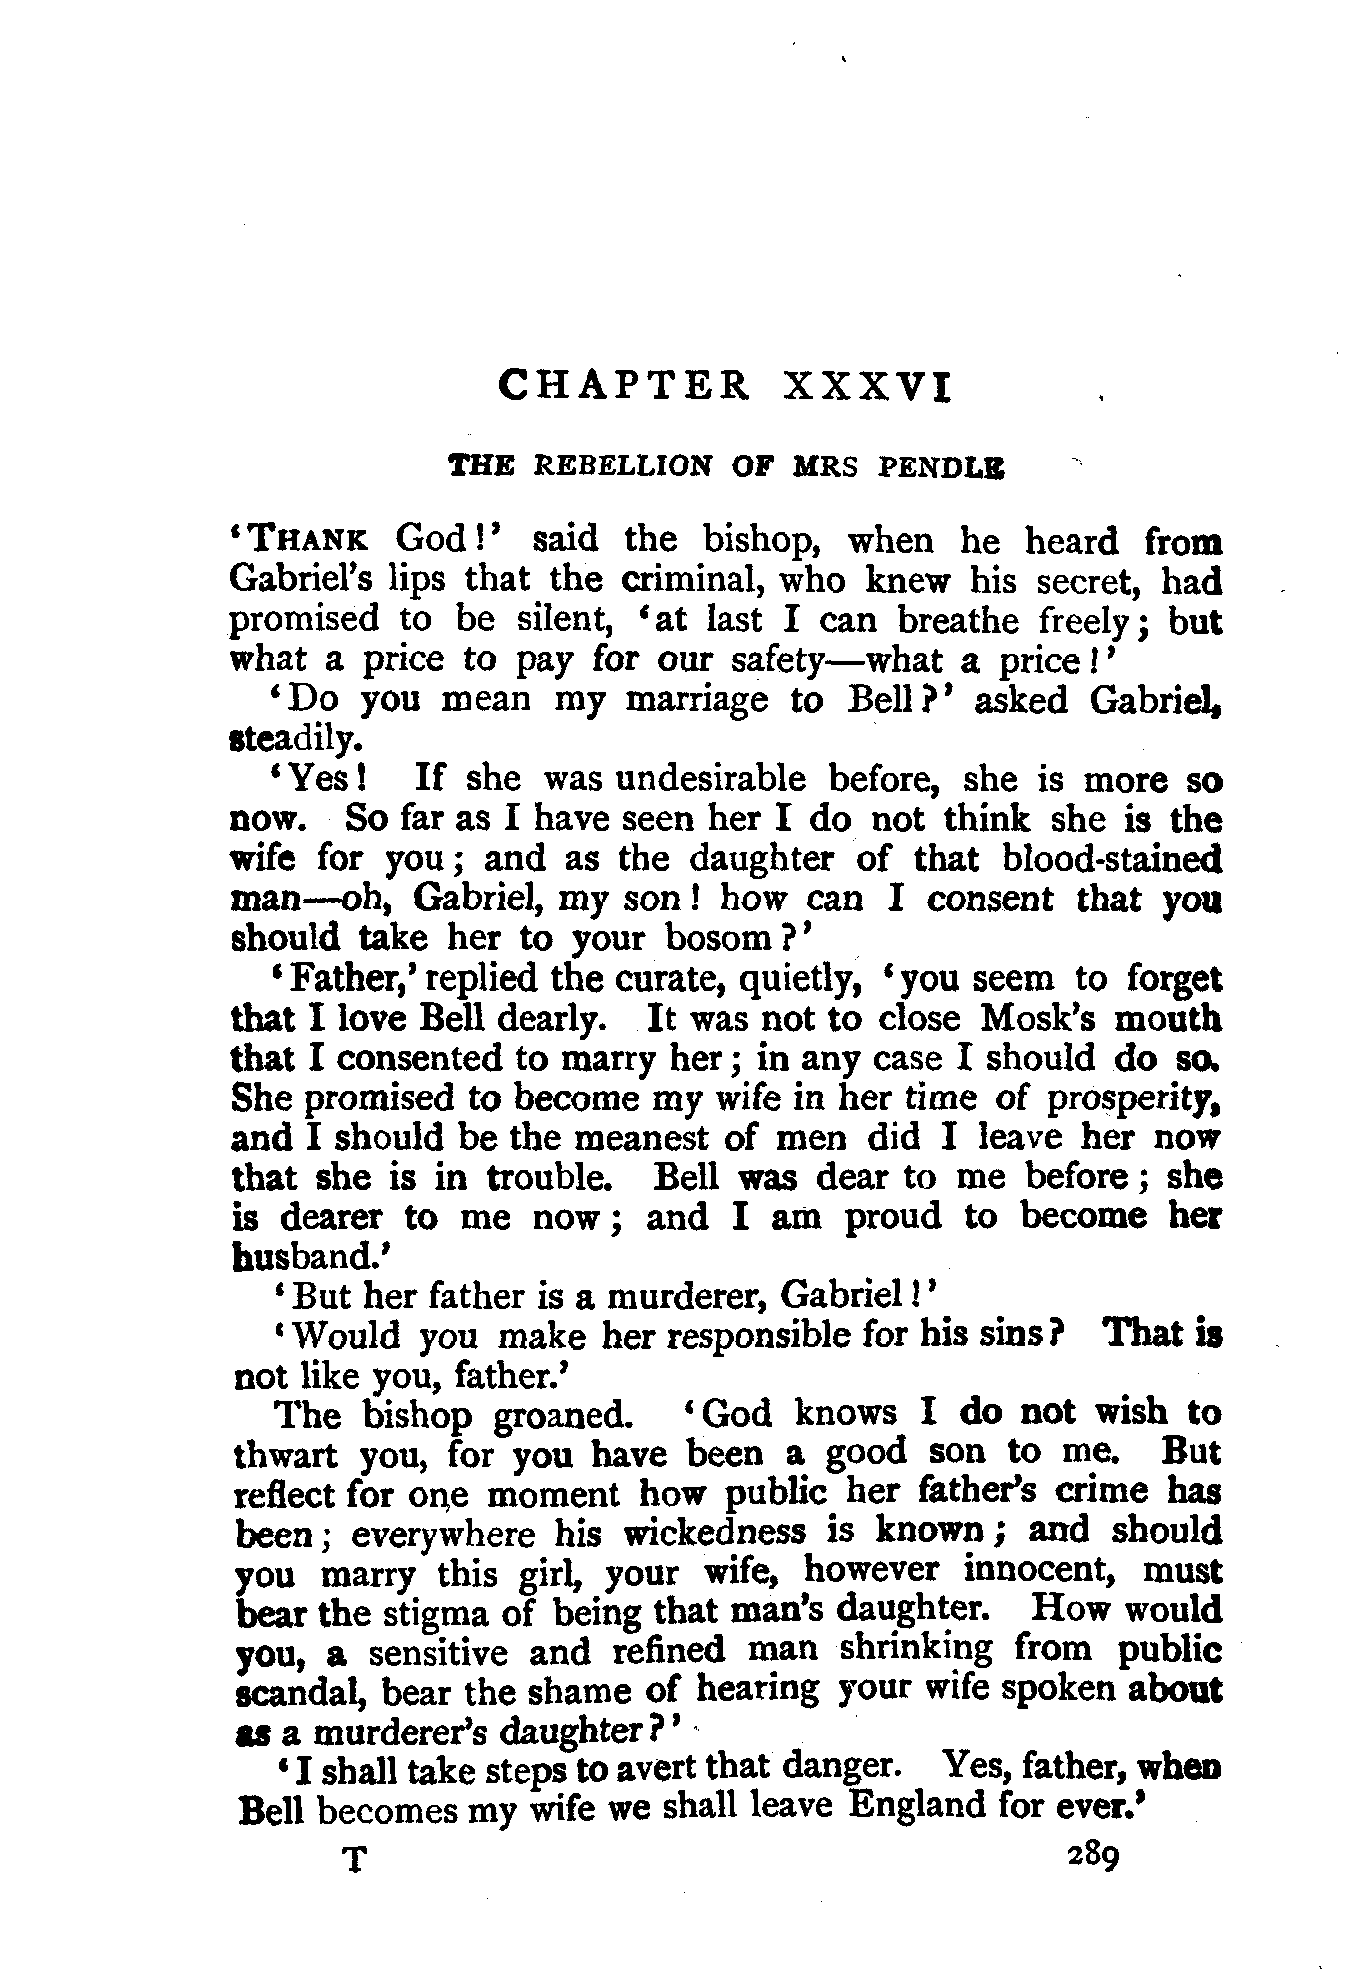 CHAPTER XXXVI
THE REBELLION OF MRS PENDLE
‘THANK God!’ said the bishop, when he heard from
Gabriel’s lips that the criminal, who knew his secret, had
promised to be silent, ‘at last I can breathe freely; but
what a price to pay for our safety—what a price!’
‘Do you mean my marriage to Bell?’ asked Gabriel,
steadily.
‘Yes! If she was undesirable before, she is more so
now. So far as I have seen her I do not think she is the
wife for you; and as the daughter of that blood-stained
man—oh, Gabriel, my son! how can I consent that you
should take her to your bosom?’
‘Father,’ replied the curate, quietly, ‘you seem to forget
that I love Bell dearly. It was not to close Mosk’s mouth
that I consented to marry her; in any case I should do so.
She promised to become my wife in her time of prosperity,
and I should be the meanest of men did I leave her now
that she is in trouble. Bell was dear to me before; she
is dearer to me now; and I am proud to become her
husband.’
‘But her father is a murderer, Gabriel!’
‘Would you make her responsible for his sins? That is
not like you, father.’
The bishop groaned. ‘God knows I do not wish to
thwart you, for you have been a good son to me. But
reflect for one moment how public her father’s crime has
been; everywhere his wickedness is known; and should
you marry this girl, your wife, however innocent, must
bear the stigma of being that man’s daughter. How would
you, a sensitive and refined man shrinking from public
scandal, bear the shame of hearing your wife spoken about
as a murderer’s daughter?’
‘I shall take steps to avert that danger. Yes, father, when
Bell becomes my wife we shall leave England for ever.’
T 289